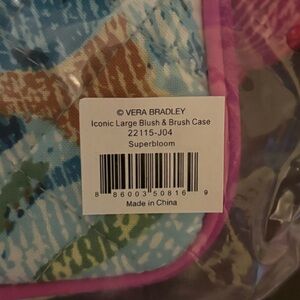 © VERA BRADLEY
Iconic Large Blush & Brush Case
22115-J04
Superbloom
8 86003 50816 9
Made in China